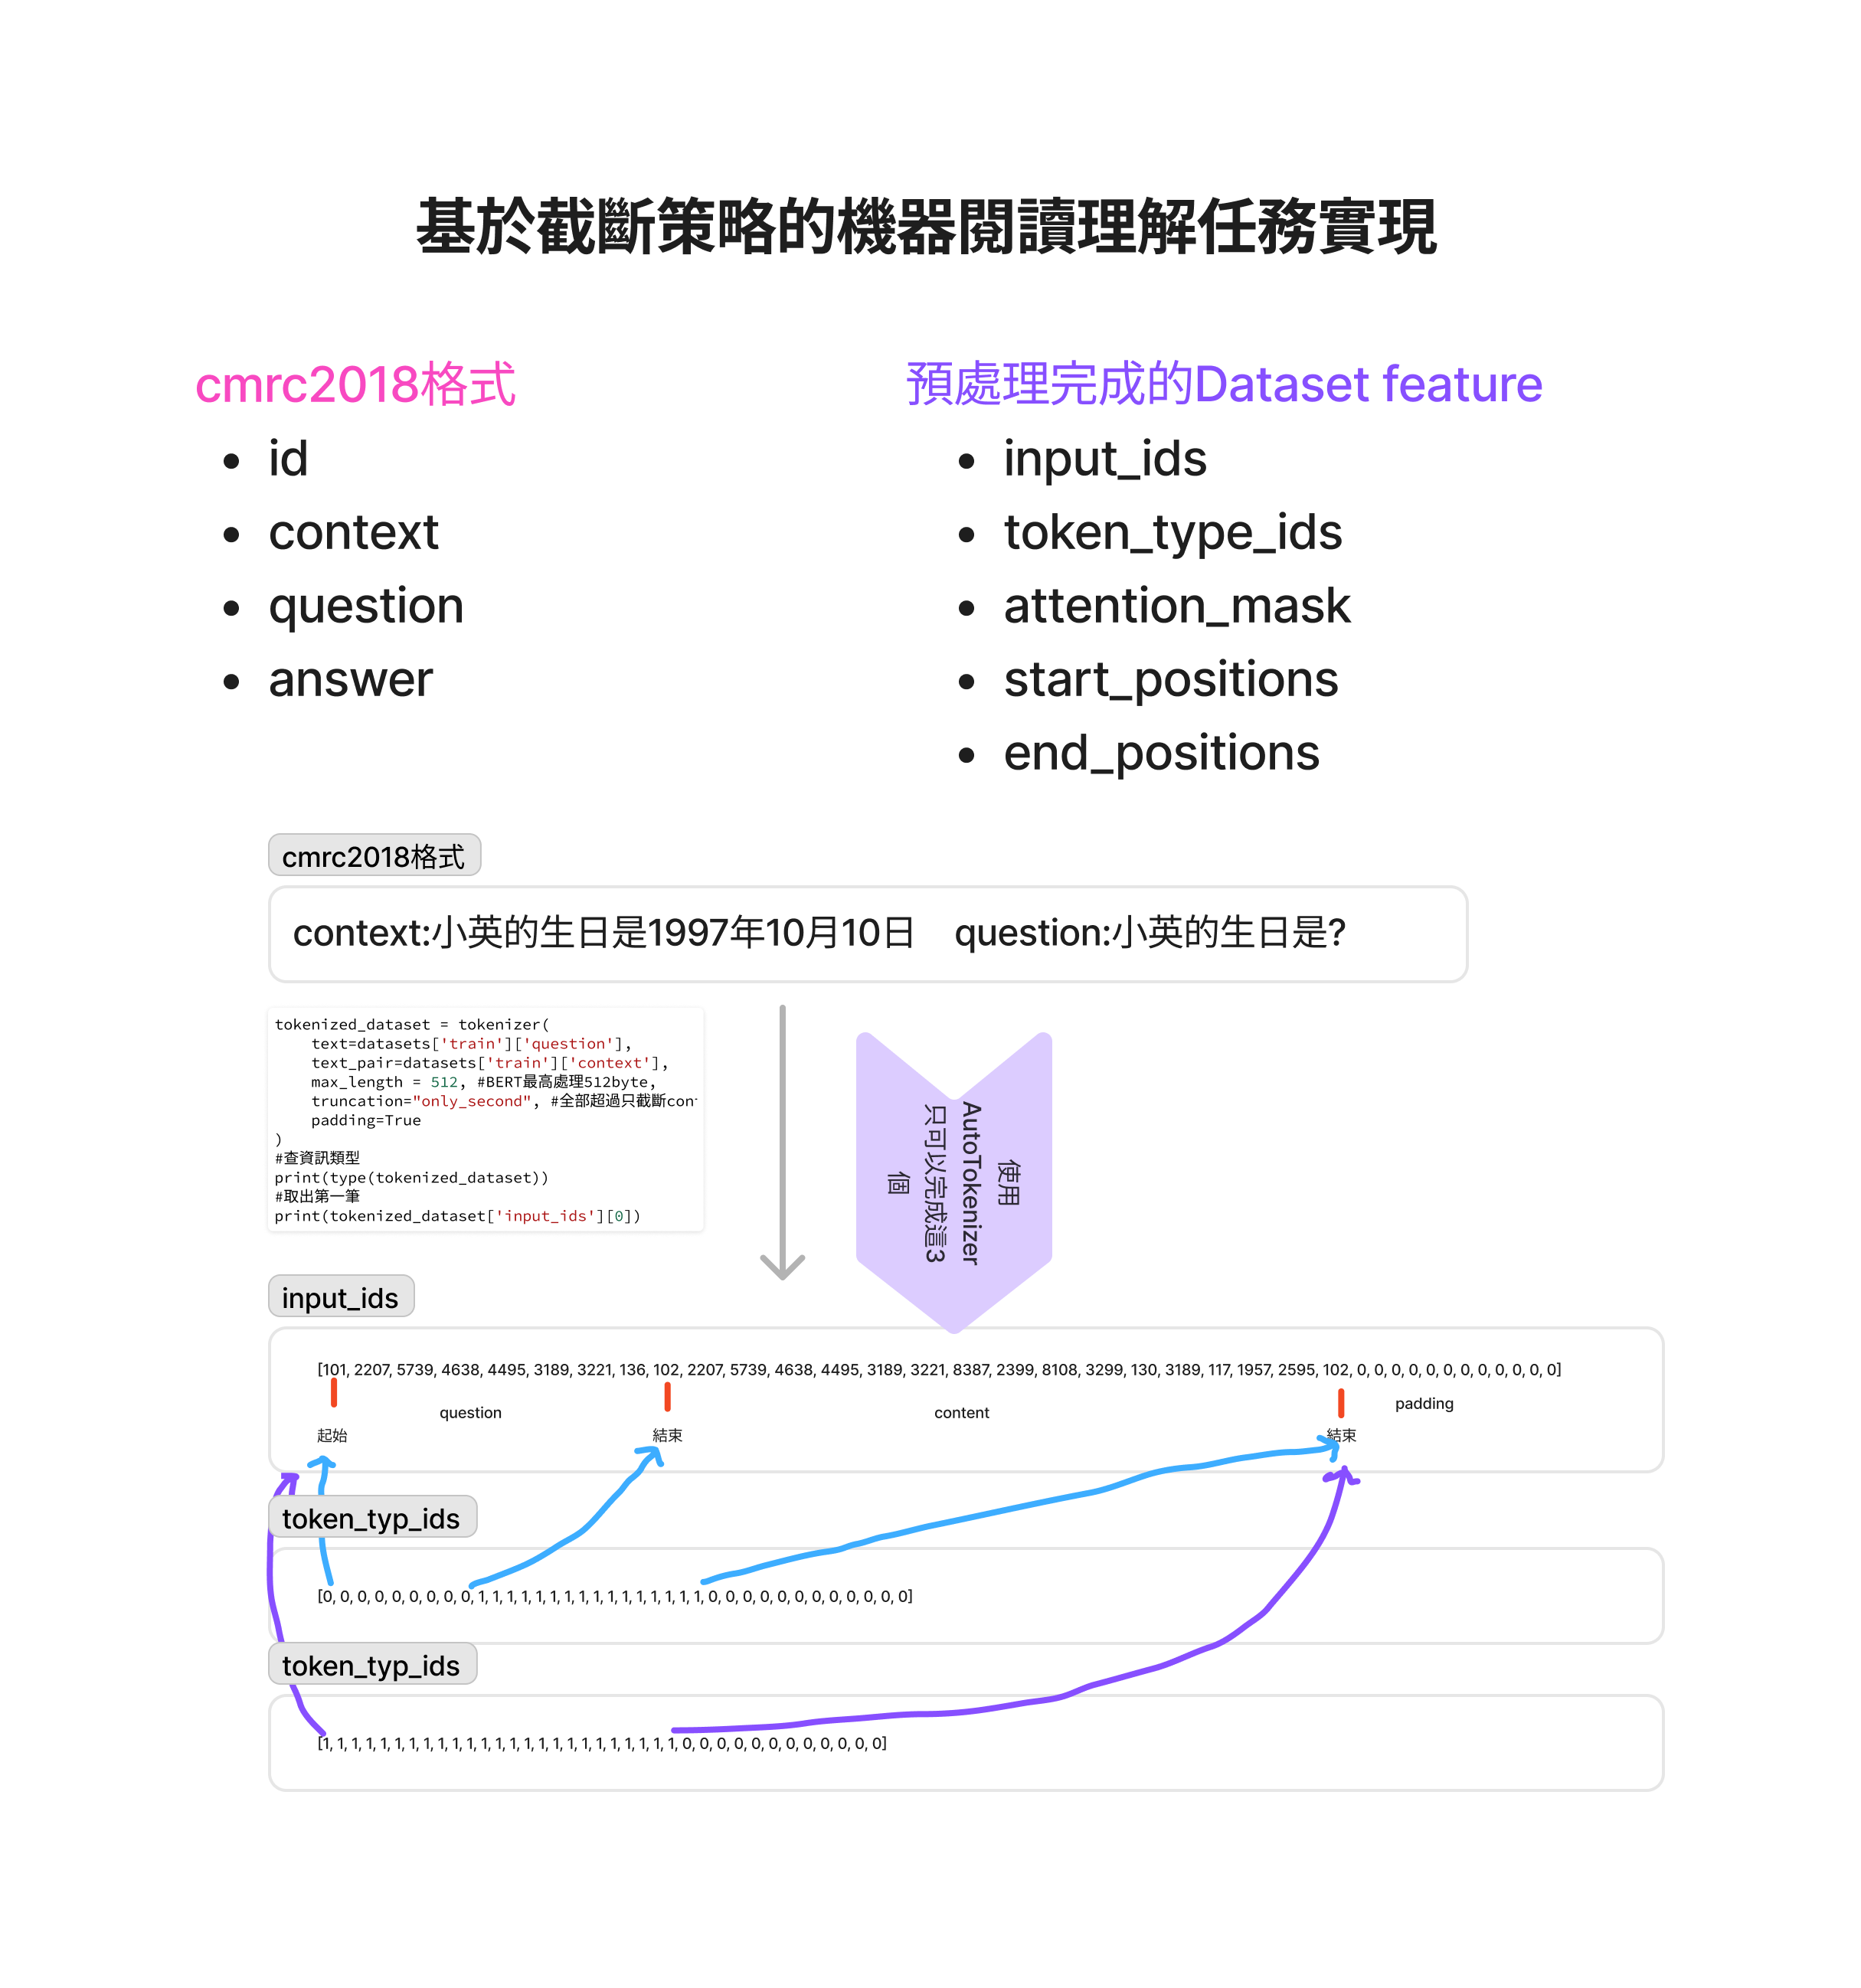 基於截斷策略的機器閱讀理解任務實現
cmrc2018格式
id
context
question
answer
預處理完成的Dataset feature
input_ids
token_type_ids
attention_mask
start_positions
end_positions
cmrc2018格式
context:小英的生日是1997年10月10日 question:小英的生日是?
tokenized_dataset = tokenizer(
text=datasets['train']['question'],
text_pair=datasets['train']['context'],
max_length = 512, #BERT最高處理512byte,
truncation="only_second", #全部超過只截斷con
padding=True
)
#查資訊類型
print(type(tokenized_dataset))
#取出第一筆
print(tokenized_dataset['input_ids'][0])
使用
AutoTokenizer
只可以完成這3
個
input_ids
[101, 2207, 5739, 4638, 4495, 3189, 3221, 136, 102, 2207, 5739, 4638, 4495, 3189, 3221, 8387, 2399, 8108, 3299, 130, 3189, 117, 1957, 2595, 102, 0, 0, 0, 0, 0, 0, 0, 0, 0, 0, 0, 0]
question
content
padding
起始
結束
結束
token_typ_ids
[0, 0, 0, 0, 0, 0, 0, 0, 0, 1, 1, 1, 1, 1, 1, 1, 1, 1, 1, 1, 1, 1, 1, 1, 1, 0, 0, 0, 0, 0, 0, 0, 0, 0, 0, 0, 0]
token_typ_ids
[1, 1, 1, 1, 1, 1, 1, 1, 1, 1, 1, 1, 1, 1, 1, 1, 1, 1, 1, 1, 1, 1, 1, 1, 1, 0, 0, 0, 0, 0, 0, 0, 0, 0, 0, 0, 0]